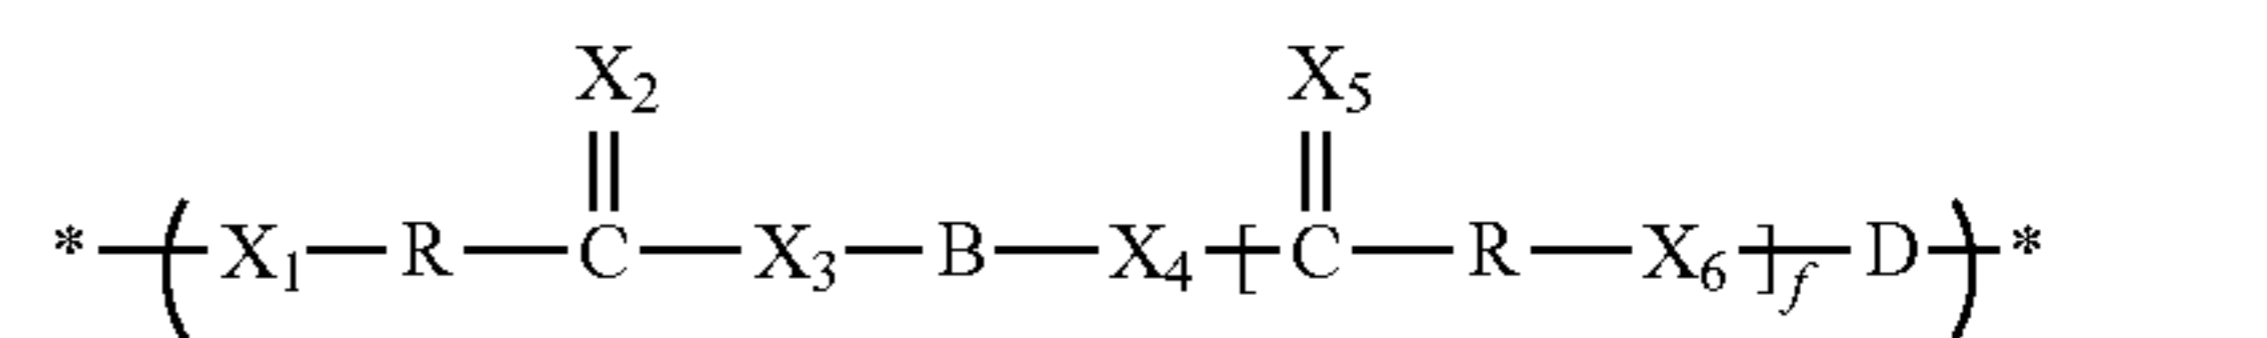 X₂ X₅
*—(X₁—R—C—X₃—B—X₄—[C—R—X₆]f—D)—*